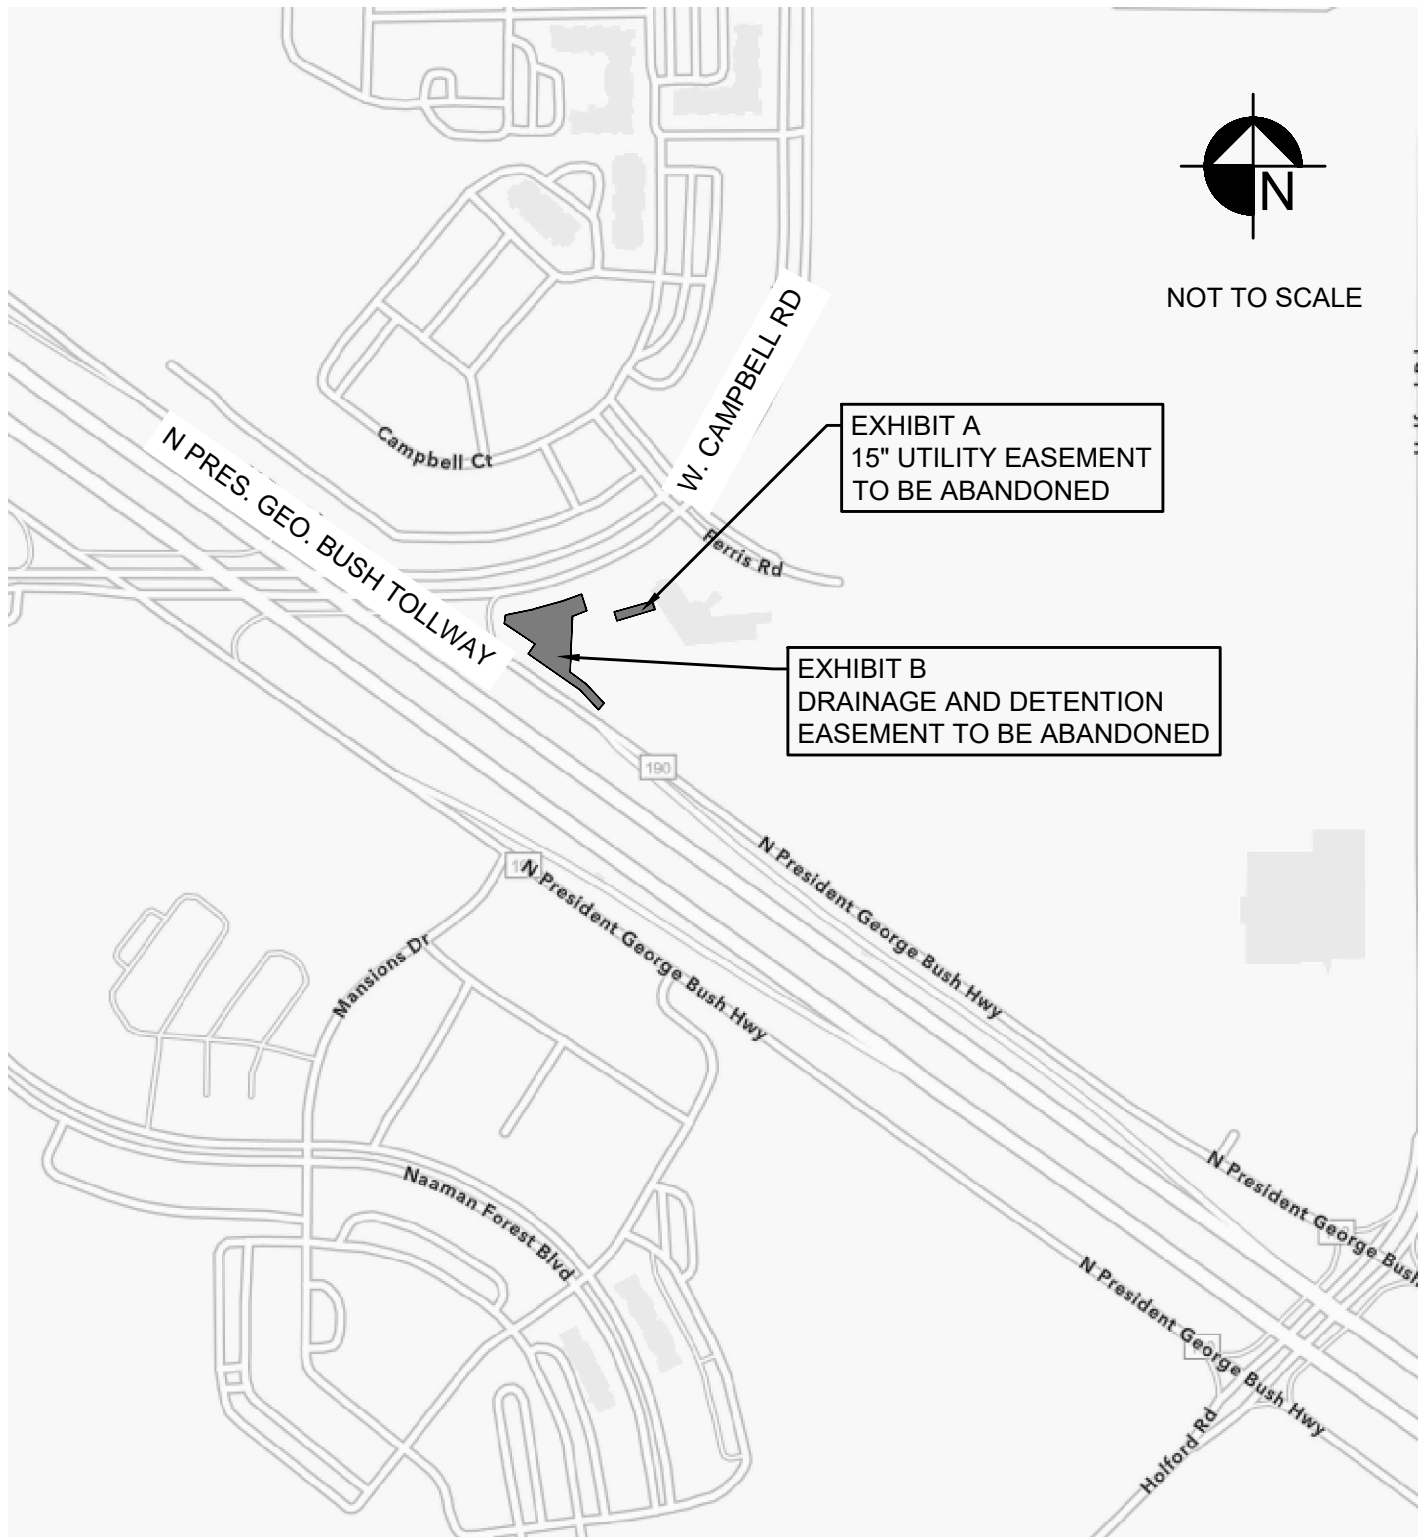 N
NOT TO SCALE
W. CAMPBELL RD
EXHIBIT A
15" UTILITY EASEMENT
TO BE ABANDONED
Campbell Ct
N PRES. GEO. BUSH TOLLWAY
Ferris Rd
EXHIBIT B
DRAINAGE AND DETENTION
EASEMENT TO BE ABANDONED
190
N President George Bush Hwy
N President George Bush Hwy
Mansions Dr
Naaman Forest Blvd
N President George Bush
N President George Bush Hwy
Holford Rd